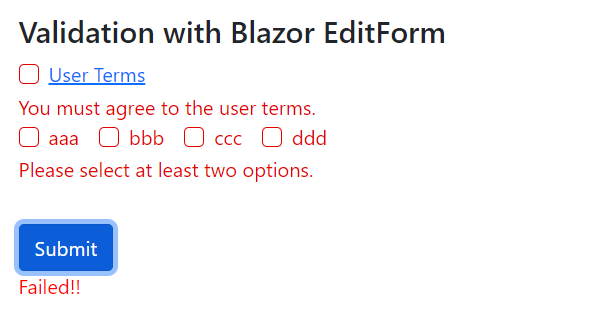 Validation with Blazor EditForm
User Terms
You must agree to the user terms.
aaa bbb ccc ddd
Please select at least two options.
Submit
Failed!!